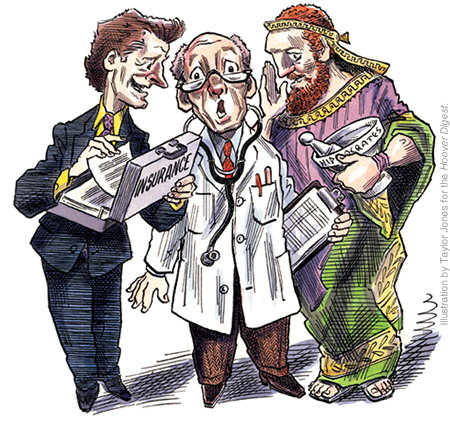 INSURANCE
HIPPOCRATES
Illustration by Taylor Jones for the Hoover Digest.